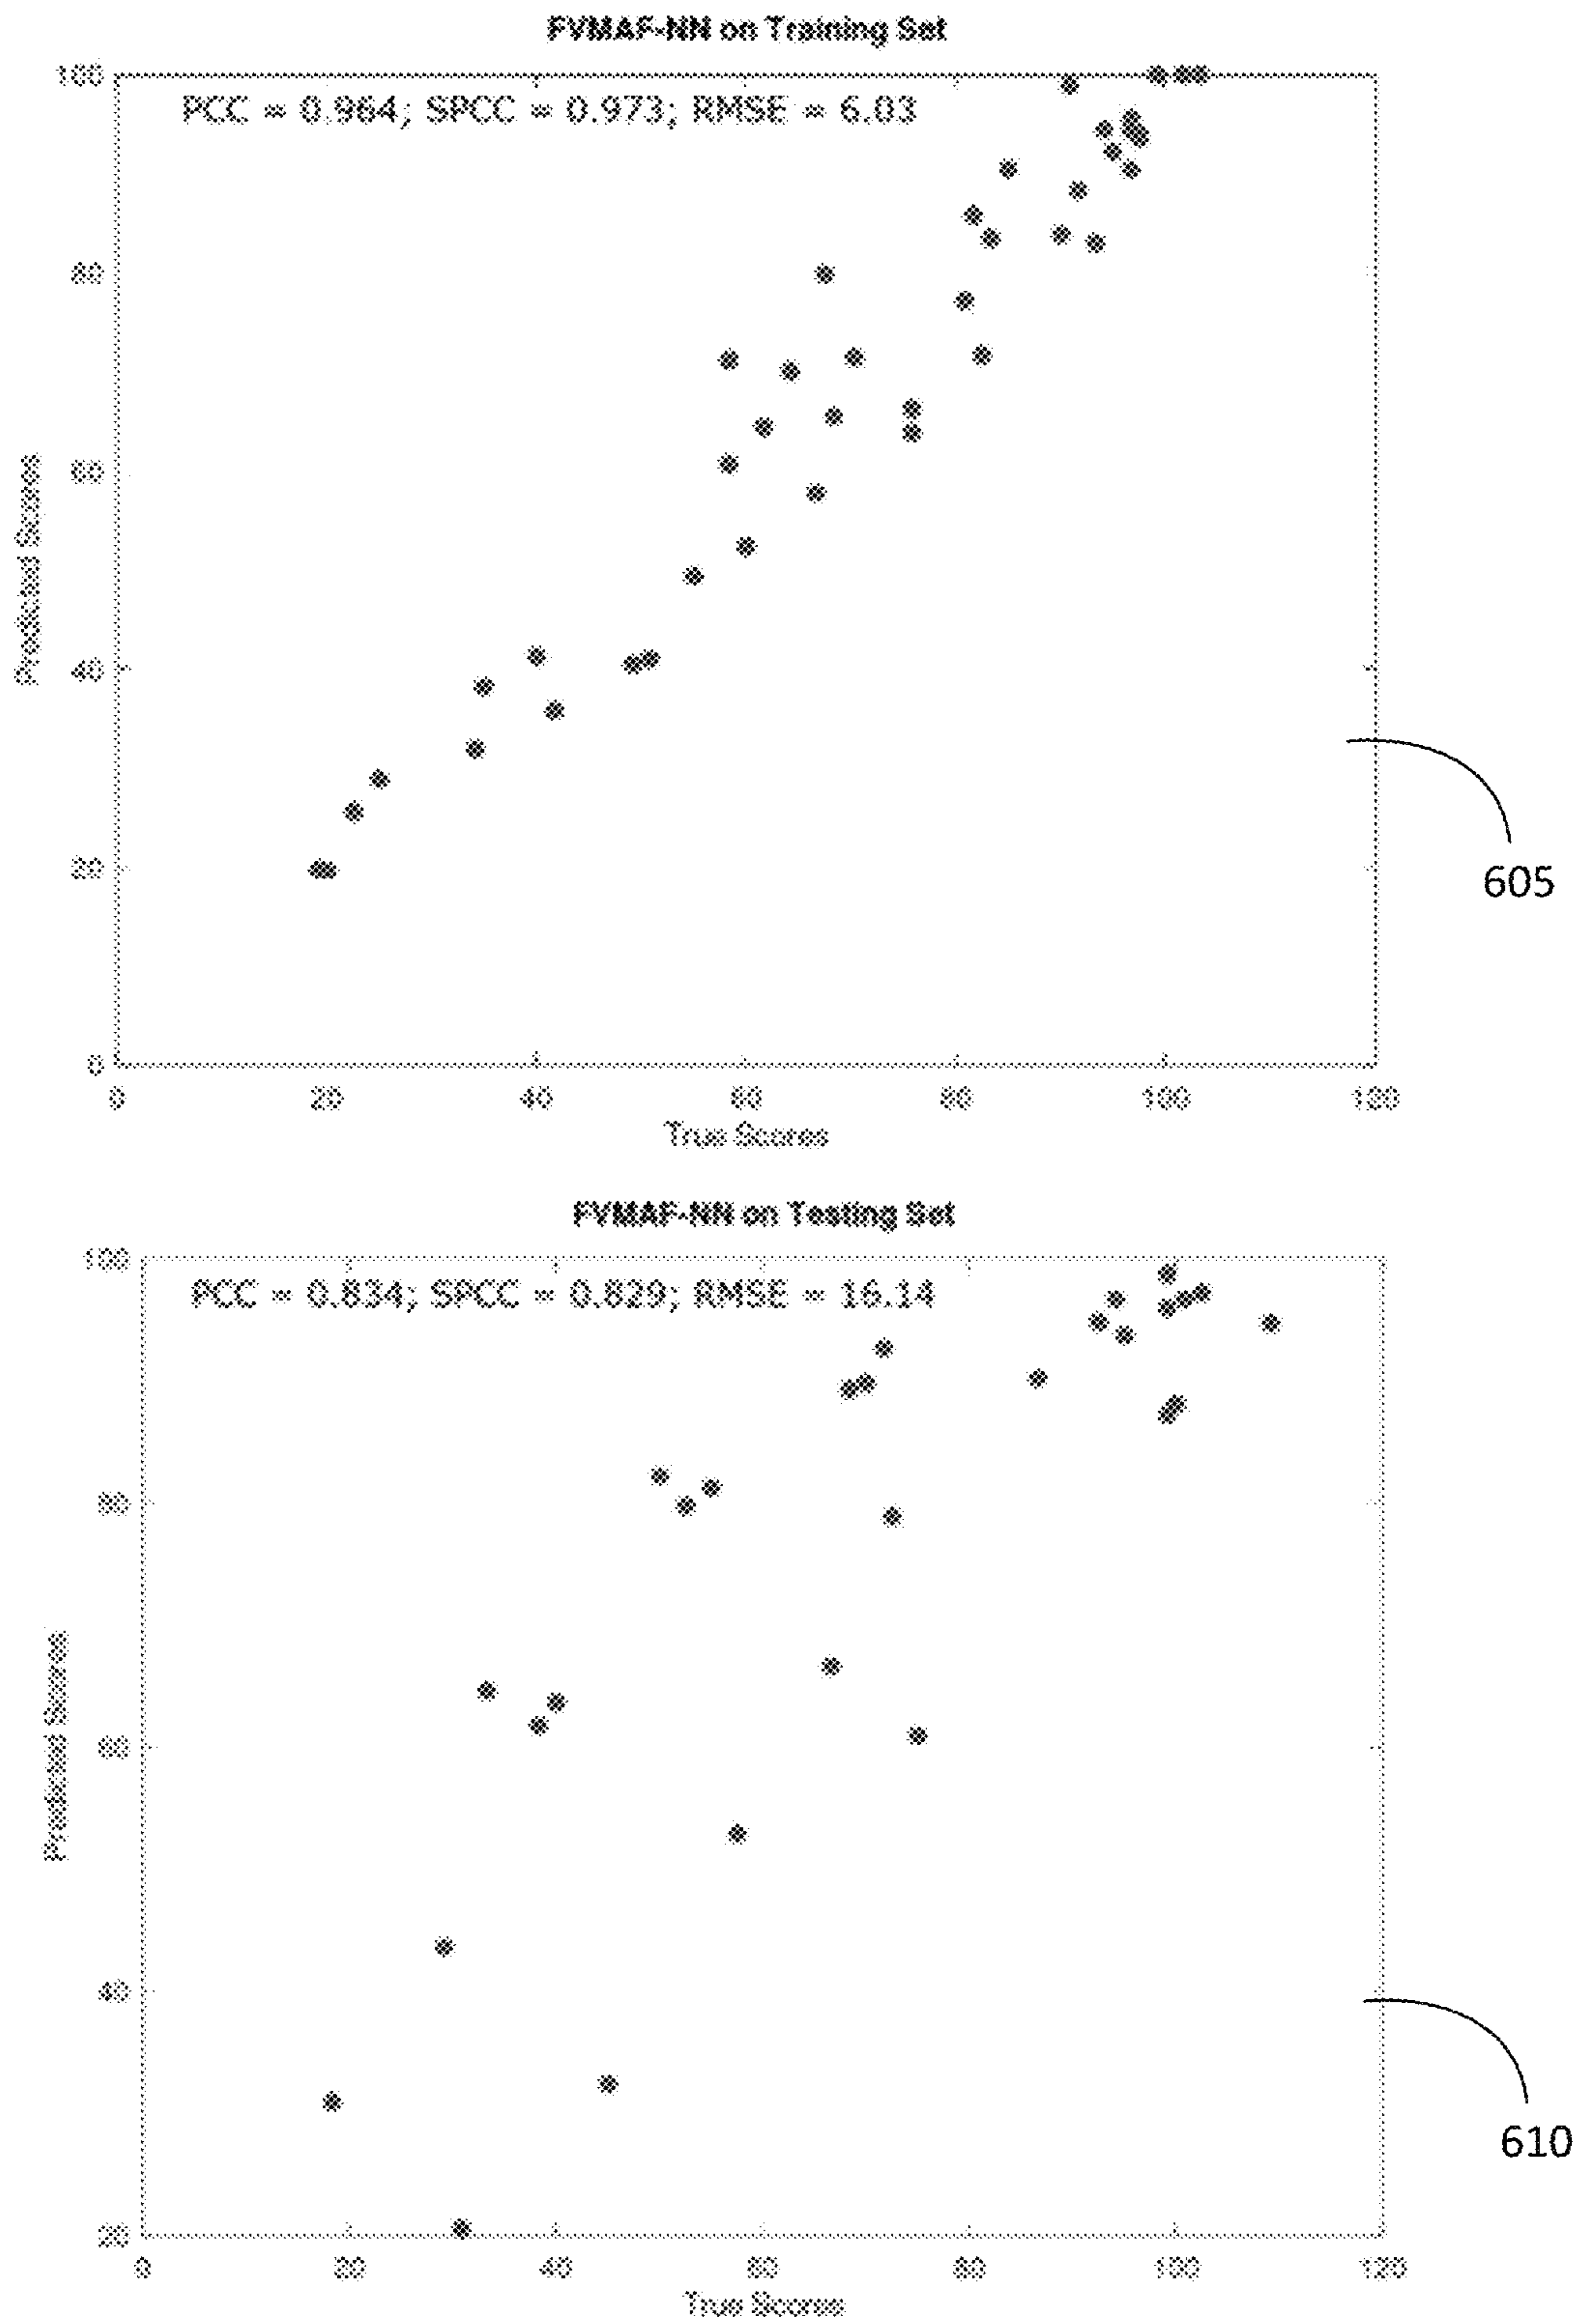 FVMAF-NN on Training Set
PCC = 0.964; SPCC = 0.973; RMSE = 6.03
100
80
60
40
20
0
Predicted Scores
0 20 40 60 80 100 120
True Scores
605
FVMAF-NN on Testing Set
PCC = 0.834; SPCC = 0.829; RMSE = 16.14
100
80
60
40
20
Predicted Scores
0 20 40 60 80 100 120
True Scores
610